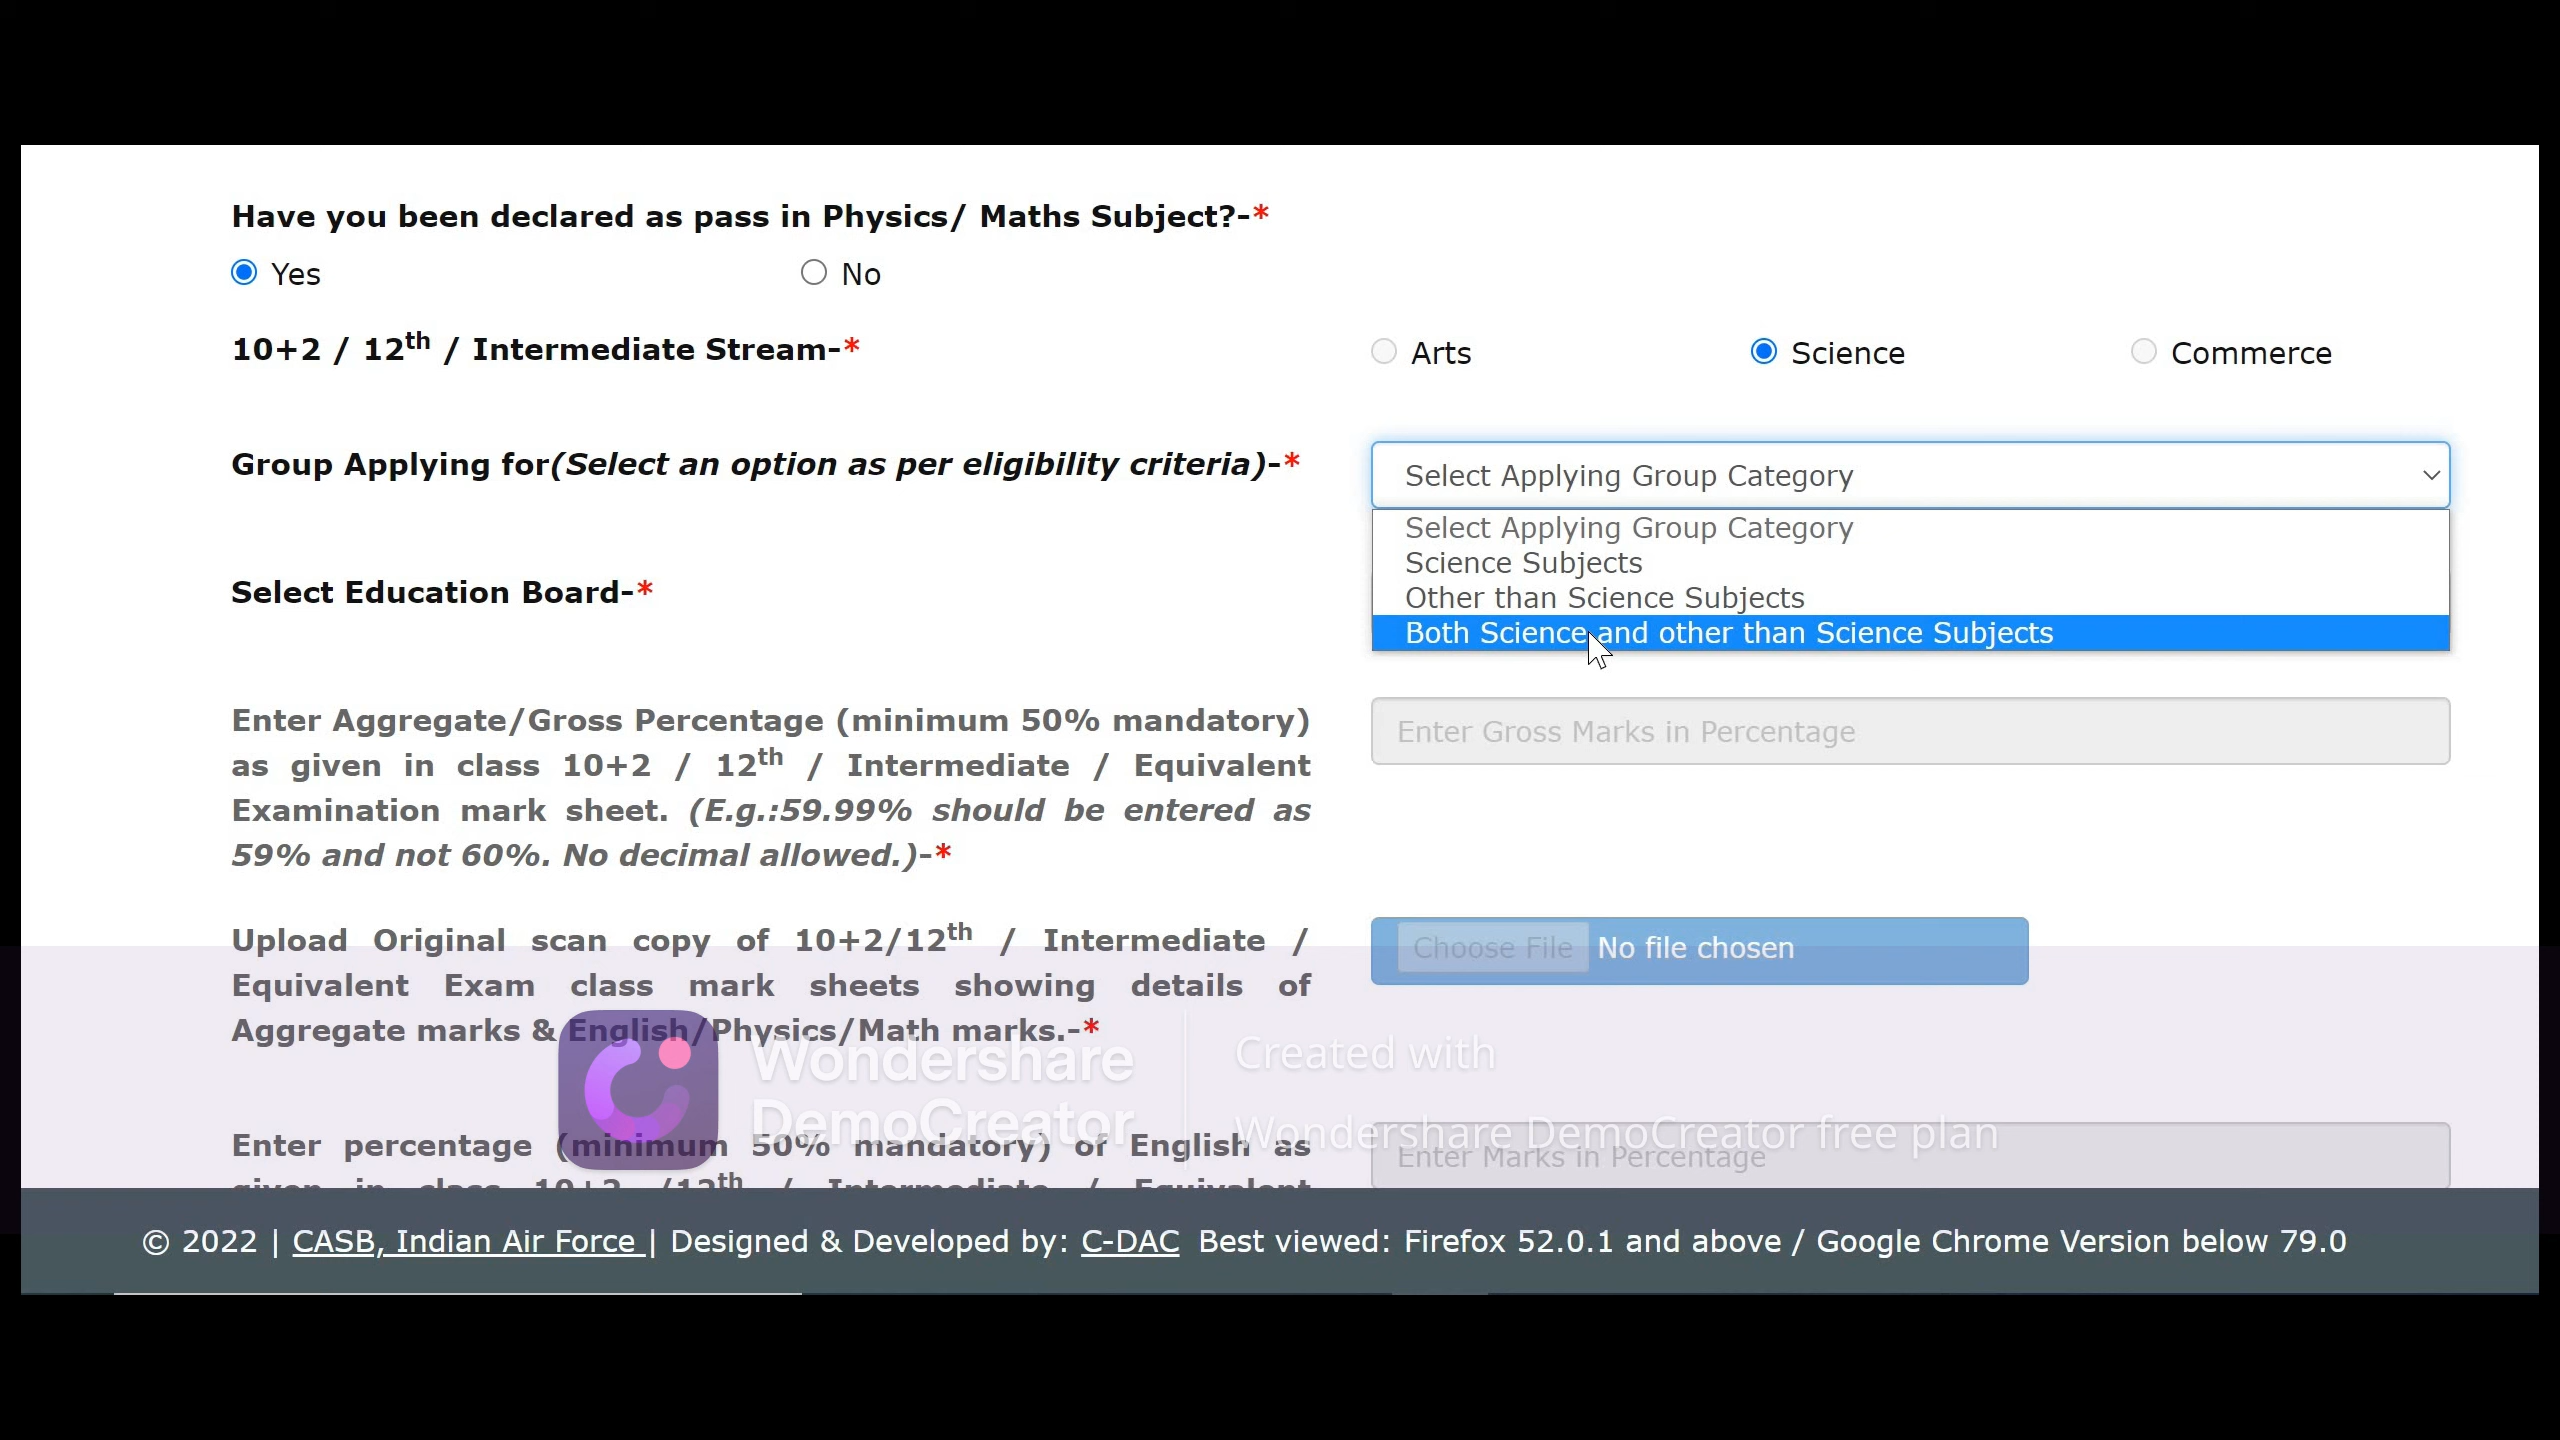 Have you been declared as pass in Physics/ Maths Subject?-*
Yes No
10+2 / 12th / Intermediate Stream-* Arts Science Commerce
Group Applying for(Select an option as per eligibility criteria)-* Select Applying Group Category
Select Applying Group Category
Science Subjects
Other than Science Subjects
Both Science and other than Science Subjects
Select Education Board-*
Enter Aggregate/Gross Percentage (minimum 50% mandatory)
as given in class 10+2 / 12th / Intermediate / Equivalent
Examination mark sheet. (E.g.:59.99% should be entered as
59% and not 60%. No decimal allowed.)-*
Enter Gross Marks in Percentage
Upload Original scan copy of 10+2/12th / Intermediate /
Equivalent Exam class mark sheets showing details of
Aggregate marks & English/Physics/Math marks.-*
Choose File No file chosen
Wondershare
DemoCreator
Created with
Wondershare DemoCreator free plan
Enter percentage (minimum 50% mandatory) of English as
given in class 10+2 /12th / Intermediate / Equivalent
Enter Marks in Percentage
© 2022 | CASB, Indian Air Force | Designed & Developed by: C-DAC Best viewed: Firefox 52.0.1 and above / Google Chrome Version below 79.0